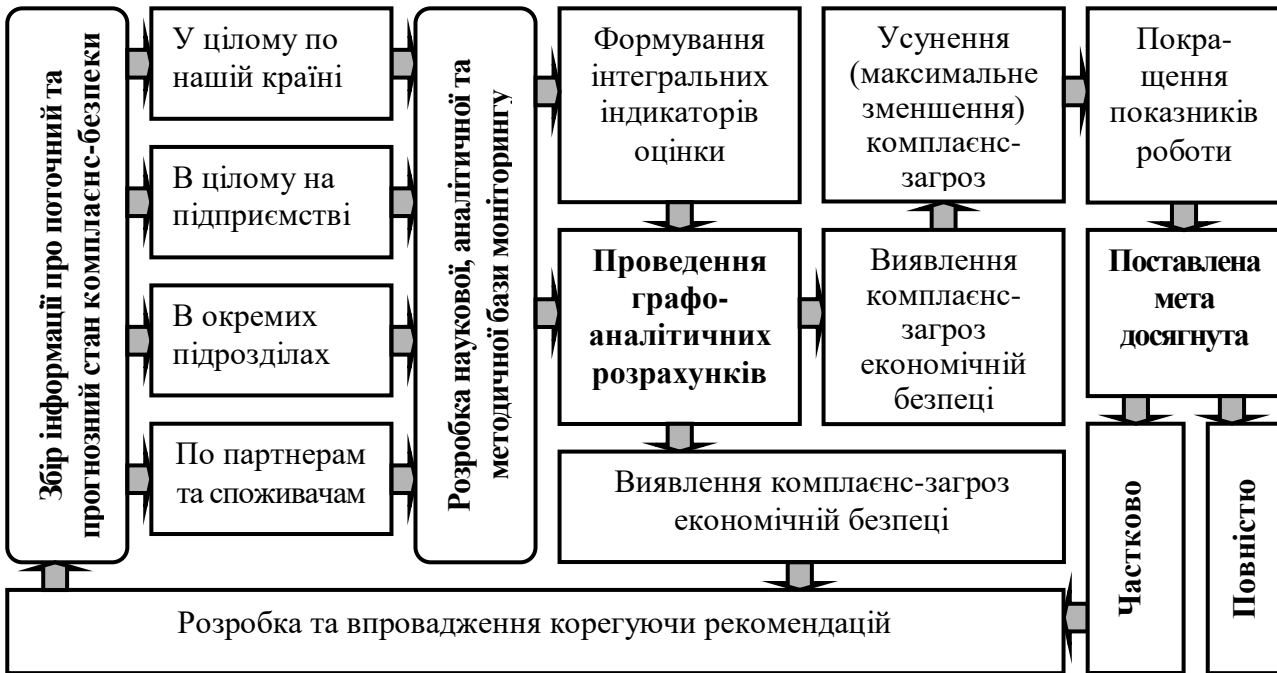 Збір інформації про поточний та
прогнозний стан комплаєнс-безпеки
У цілому по
нашій країні
В цілому на
підприємстві
В окремих
підрозділах
По партнерам
та споживачам
Розробка наукової, аналітичної та
методичної бази моніторингу
Формування
інтегральних
індикаторів
оцінки
Проведення
графо-
аналітичних
розрахунків
Усунення
(максимальне
зменшення)
комплаєнс-
загроз
Виявлення
комплаєнс-
загроз
економічній
безпеці
Покра-
щення
показників
роботи
Поставлена
мета
досягнута
Виявлення комплаєнс-загроз
економічній безпеці
Частково
Повністю
Розробка та впровадження корегуючи рекомендацій